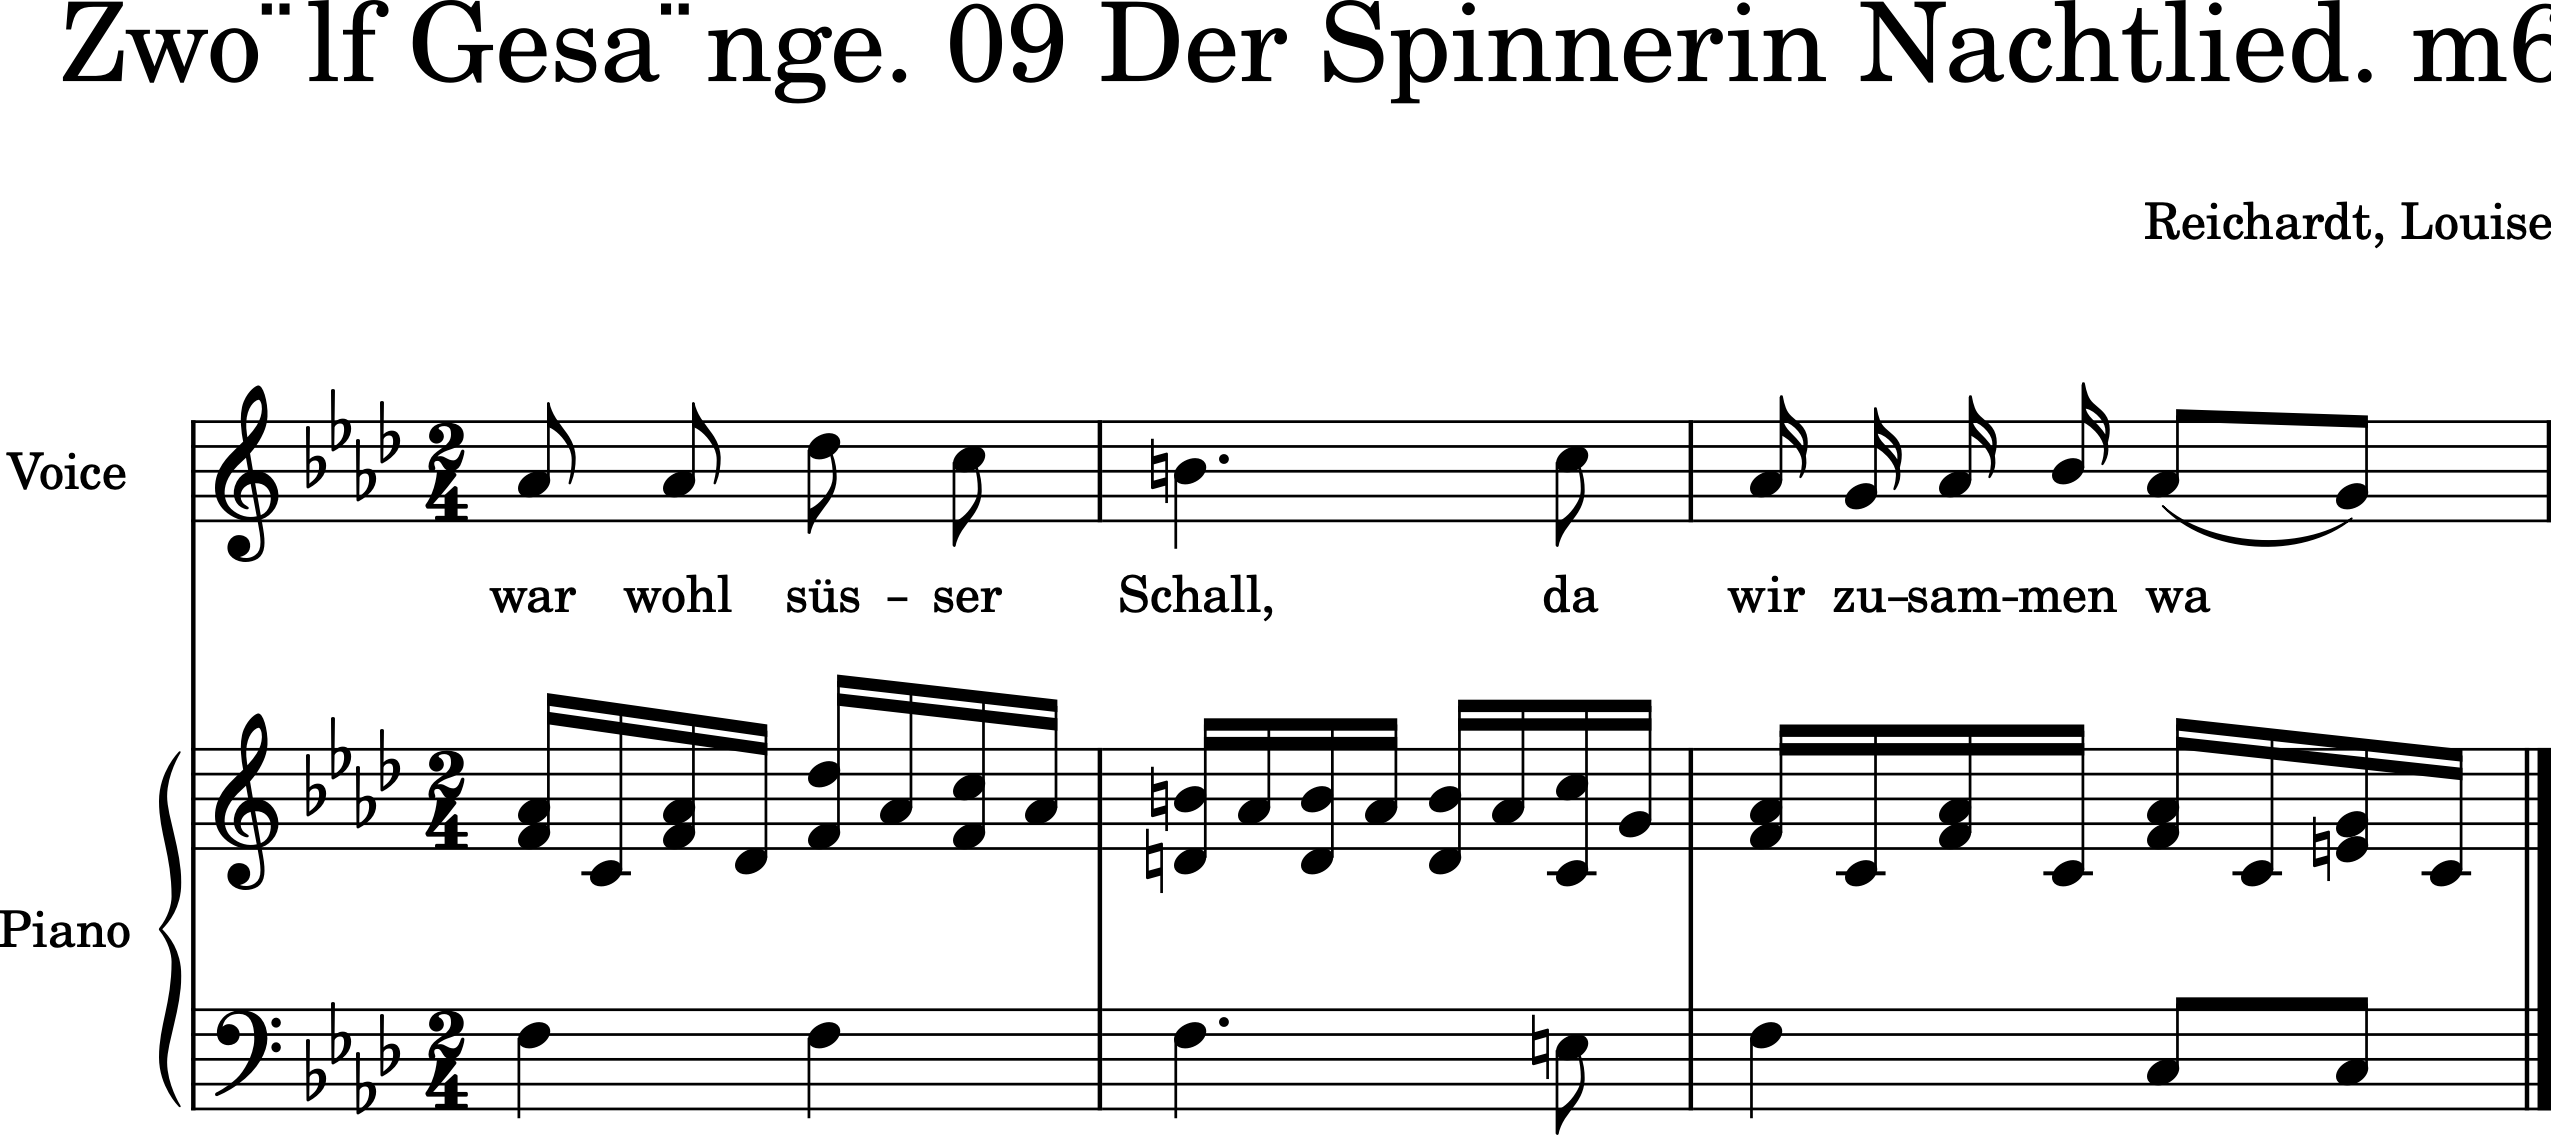 Zwo¨lf Gesa¨nge. 09 Der Spinnerin Nachtlied. m6
Reichardt, Louise
Voice
war wohl süs – ser Schall, da wir zu–sam–men wa
Piano